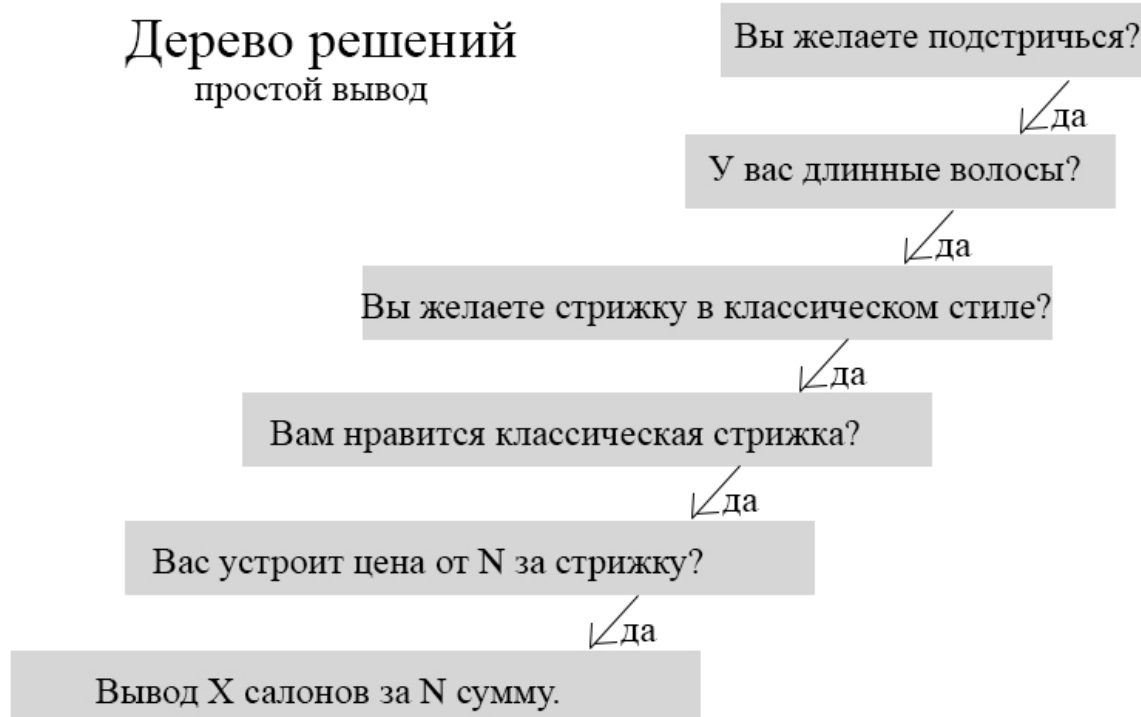 Дерево решений
простой вывод
Вы желаете подстричься?
да
У вас длинные волосы?
да
Вы желаете стрижку в классическом стиле?
да
Вам нравится классическая стрижка?
да
Вас устроит цена от N за стрижку?
да
Вывод X салонов за N сумму.